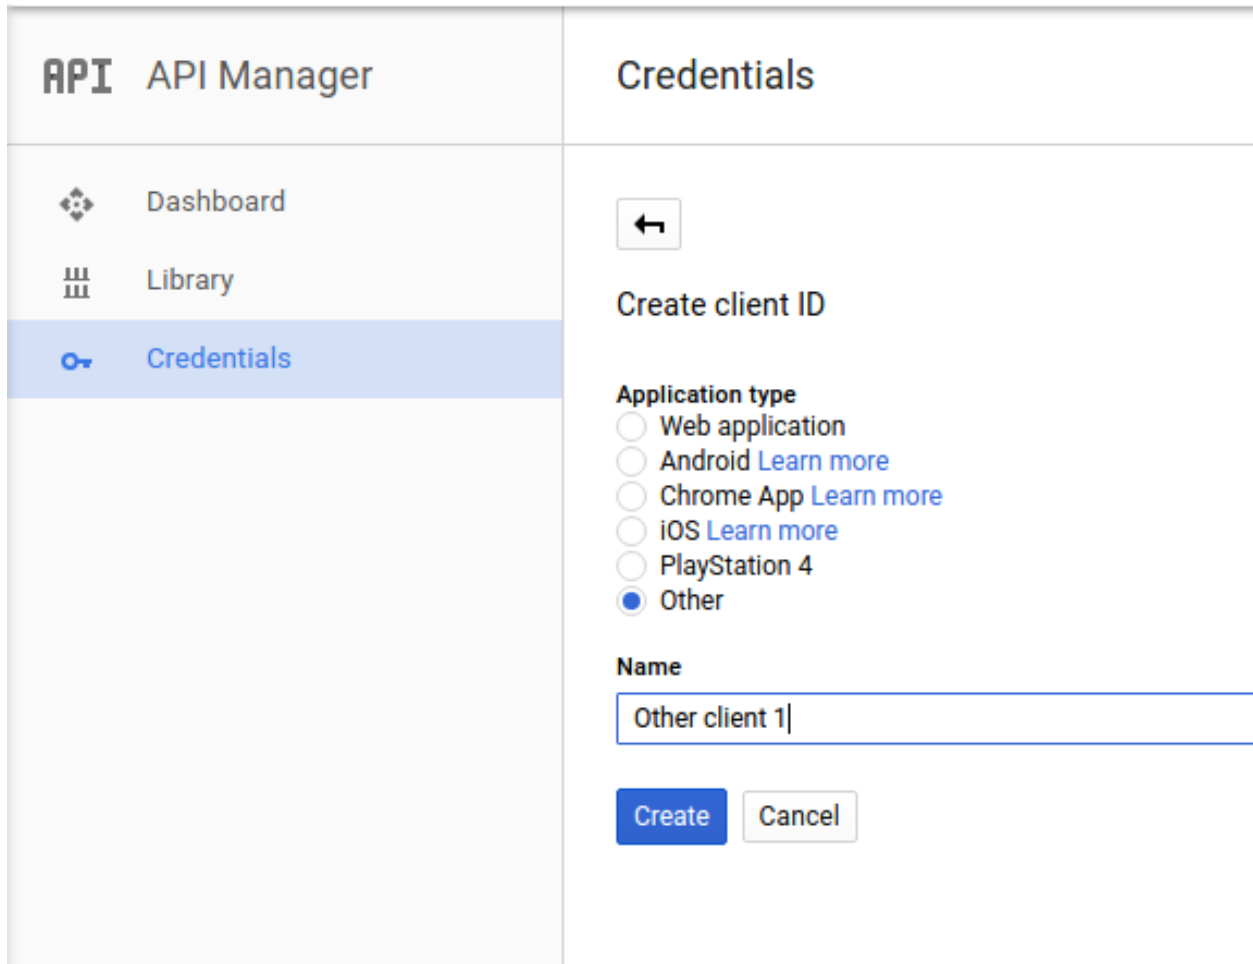 API API Manager
Credentials
Dashboard
Library
Credentials
Create client ID
Application type
Web application
Android Learn more
Chrome App Learn more
iOS Learn more
PlayStation 4
Other
Name
Other client 1
Create Cancel